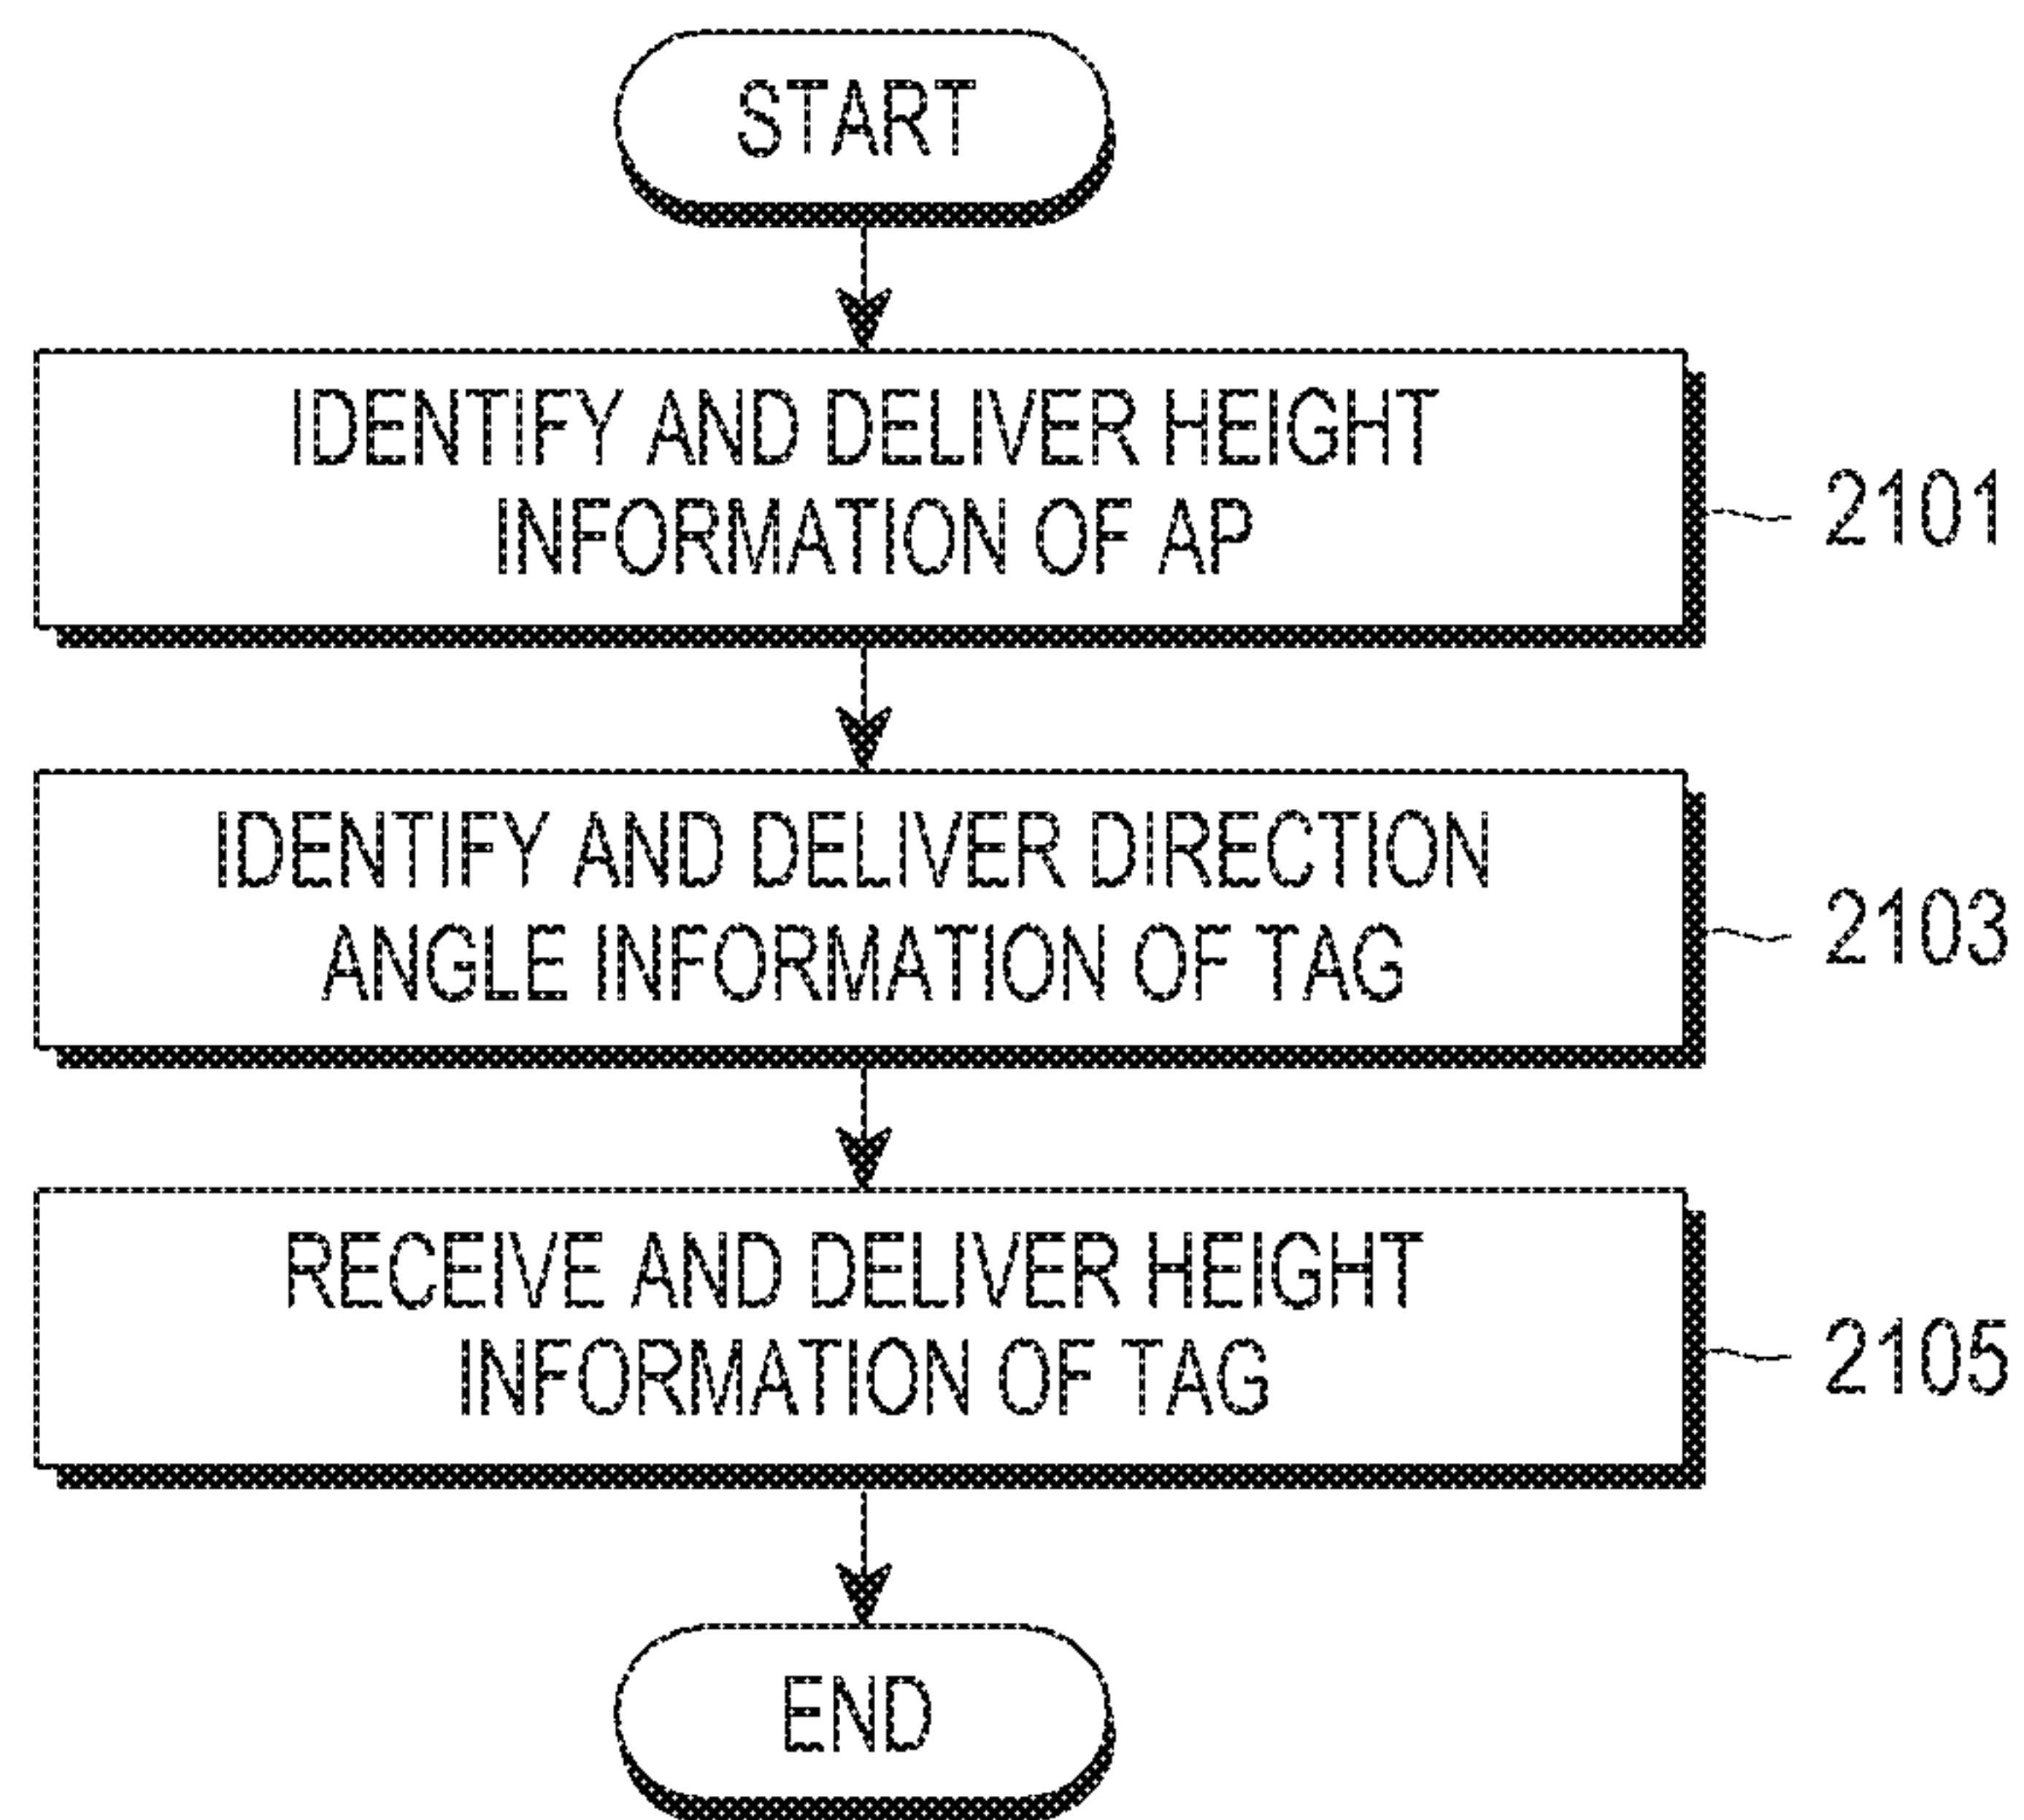 START
IDENTIFY AND DELIVER HEIGHT
INFORMATION OF AP
2101
IDENTIFY AND DELIVER DIRECTION
ANGLE INFORMATION OF TAG
2103
RECEIVE AND DELIVER HEIGHT
INFORMATION OF TAG
2105
END